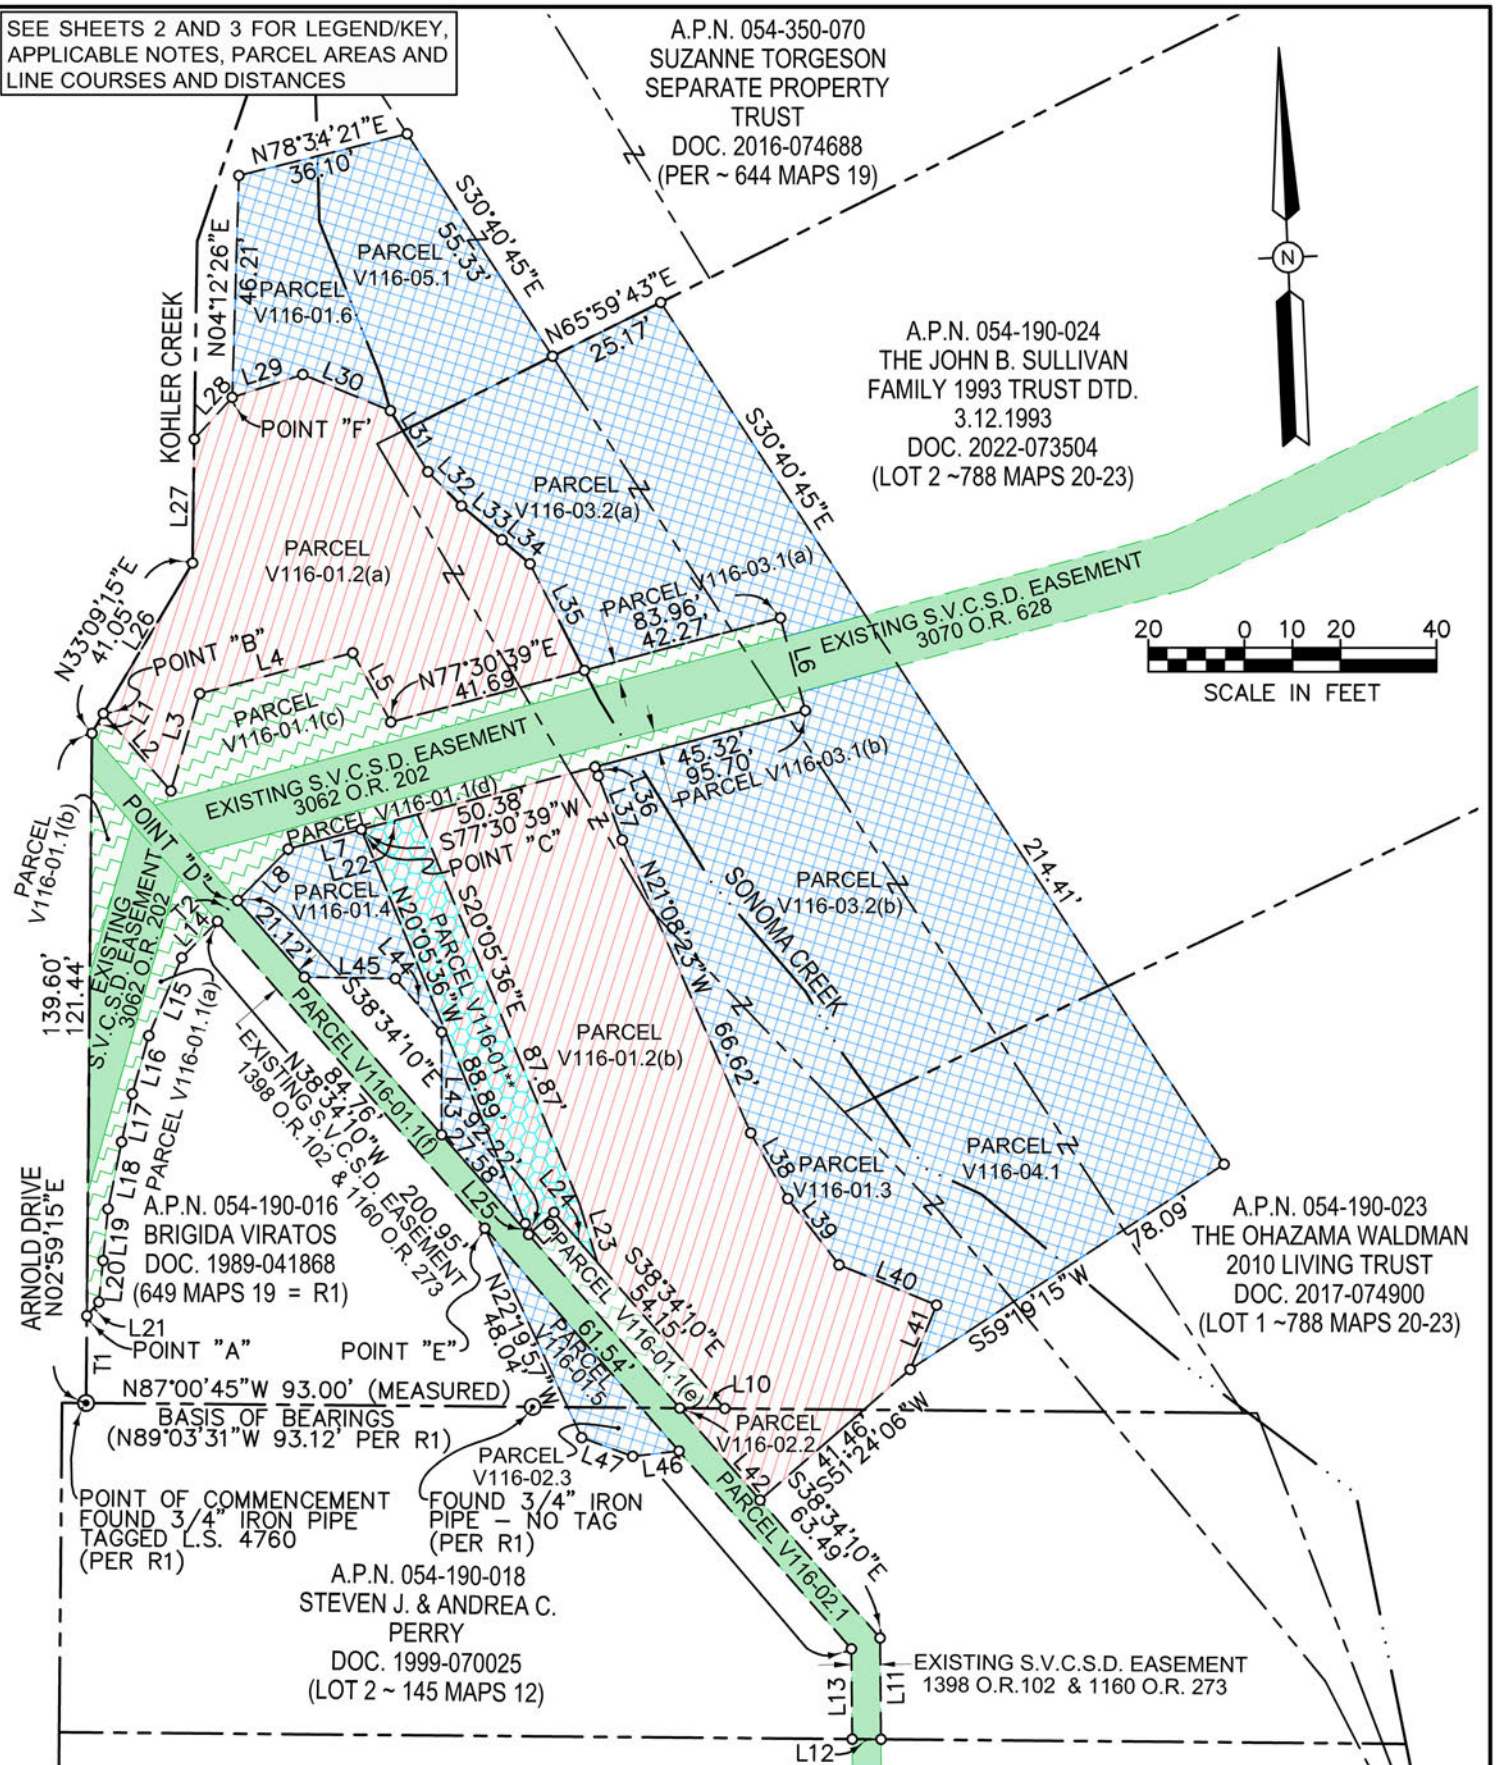 SEE SHEETS 2 AND 3 FOR LEGEND/KEY,
APPLICABLE NOTES, PARCEL AREAS AND
LINE COURSES AND DISTANCES
A.P.N. 054-350-070
SUZANNE TORGESON
SEPARATE PROPERTY
TRUST
DOC. 2016-074688
(PER ~ 644 MAPS 19)
N78°34'21"E
36.10'
S30°40'45"E
55.33'
N04°12'26"E
46.21'
PARCEL
V116-05.1
PARCEL
V116-01.6
N65°59'43"E
25.17'
KOHLER CREEK
N
A.P.N. 054-190-024
THE JOHN B. SULLIVAN
FAMILY 1993 TRUST DTD.
3.12.1993
DOC. 2022-073504
(LOT 2 ~788 MAPS 20-23)
L28
L29
L30
POINT "F'
L31
L32
L33
L34
L35
L27
S30°40'45"E
214.41'
PARCEL
V116-03.2(a)
PARCEL
V116-01.2(a)
N33°09'15"E
41.05'
L26
POINT "B"
PARCEL V116-03.1(a)
83.96'
42.27'
EXISTING S.V.C.S.D. EASEMENT
3070 O.R. 628
20 0 10 20 40
SCALE IN FEET
L1
L2
L3
L4
L5
N77°30'39"E
41.69
L6
PARCEL
V116-01.1(c)
EXISTING S.V.C.S.D. EASEMENT
3062 O.R. 202
45.32'
95.70'
PARCEL V116-03.1(b)
PARCEL V116-01.1(d)
50.38'
S77°30'39"W
POINT "C"
L36
L37
PARCEL
V116-01.1(b)
POINT "D"
L7
L22
L8
PARCEL
V116-01.4
EXISTING
S.V.C.S.D. EASEMENT
3062 O.R. 202
T2
L14
21.12'
L15
L45
L44
N20°05'36"W
88.89'
92.22'
PARCEL V116-01**
S20°05'36"E
87.87'
N21°08'23"W
66.62'
SONOMA CREEK
PARCEL
V116-03.2(b)
139.60'
121.44'
PARCEL V116-01.1(a)
L16
L17
L18
L19
L20
L21
S38°34'10"E
PARCEL V116-01.1(f)
N38°34'10"W
84.76'
EXISTING S.V.C.S.D. EASEMENT
1398 O.R.102 & 1160 O.R. 273
200.95'
L43
27.58'
L25
L24
L23
L9
PARCEL
V116-01.2(b)
PARCEL
V116-04.1
L38
PARCEL
V116-01.3
L39
L40
L41
78.09'
S59°19'15"W
ARNOLD DRIVE
N02°59'15"E
A.P.N. 054-190-016
BRIGIDA VIRATOS
DOC. 1989-041868
(649 MAPS 19 = R1)
A.P.N. 054-190-023
THE OHAZAMA WALDMAN
2010 LIVING TRUST
DOC. 2017-074900
(LOT 1 ~788 MAPS 20-23)
POINT "A"
T1
POINT "E"
N22°19'57"W
48.04'
PARCEL
V116-01.5
61.54'
PARCEL V116-01.1(e)
S38°34'10"E
54.15'
L10
N87°00'45"W 93.00' (MEASURED)
BASIS OF BEARINGS
(N89°03'31"W 93.12' PER R1)
PARCEL
V116-02.2
PARCEL
V116-02.3
L47
L46
L42
41.46'
S51°24'06"W
S38°34'10"E
63.49'
PARCEL V116-02.1
POINT OF COMMENCEMENT
FOUND 3/4" IRON PIPE
TAGGED L.S. 4760
(PER R1)
FOUND 3/4" IRON
PIPE – NO TAG
(PER R1)
A.P.N. 054-190-018
STEVEN J. & ANDREA C.
PERRY
DOC. 1999-070025
(LOT 2 ~ 145 MAPS 12)
EXISTING S.V.C.S.D. EASEMENT
1398 O.R.102 & 1160 O.R. 273
L13
L11
L12
Z
Z
Z
Z
Z
Z
Z
Z
Z